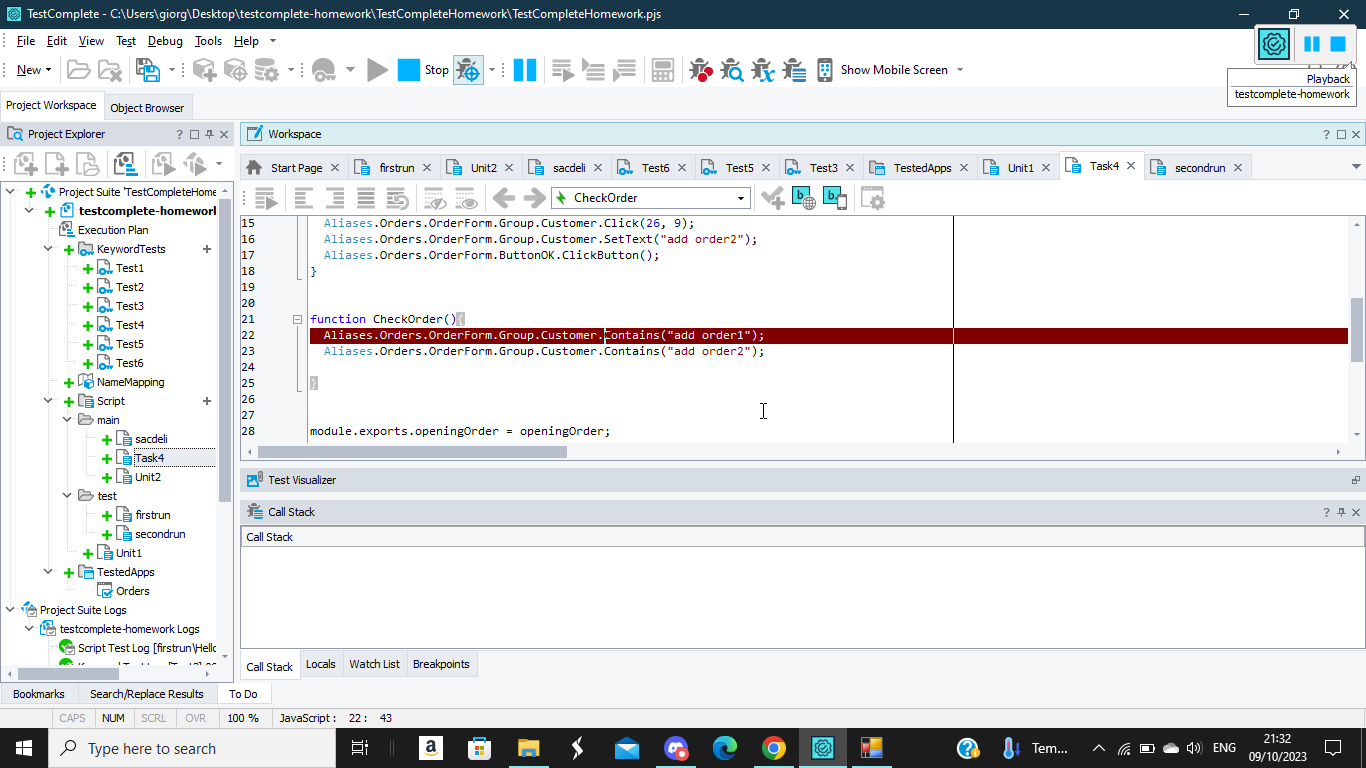 TestComplete - C:\Users\giorg\Desktop\testcomplete-homework\TestCompleteHomework\TestCompleteHomework.pjs
File Edit View Test Debug Tools Help
New Stop Show Mobile Screen
Playback
testcomplete-homework
Project Workspace Object Browser
Project Explorer
Workspace
Start Page firstrun Unit2 sacdeli Test6 Test5 Test3 TestedApps Unit1 Task4 secondrun
CheckOrder
Project Suite 'TestCompleteHome
testcomplete-homework
Execution Plan
KeywordTests
Test1
Test2
Test3
Test4
Test5
Test6
NameMapping
Script
main
sacdeli
Task4
Unit2
test
firstrun
secondrun
Unit1
TestedApps
Orders
Project Suite Logs
testcomplete-homework Logs
Script Test Log [firstrun\Hello
15 Aliases.Orders.OrderForm.Group.Customer.Click(26, 9);
16 Aliases.Orders.OrderForm.Group.Customer.SetText("add order2");
17 Aliases.Orders.OrderForm.ButtonOK.ClickButton();
18 }
19
20
21 function CheckOrder(){
22 Aliases.Orders.OrderForm.Group.Customer.Contains("add order1");
23 Aliases.Orders.OrderForm.Group.Customer.Contains("add order2");
24
25 }
26
27
28 module.exports.openingOrder = openingOrder;
Test Visualizer
Call Stack
Call Stack
Call Stack Locals Watch List Breakpoints
Bookmarks Search/Replace Results To Do
CAPS NUM SCRL OVR 100 % JavaScript : 22 : 43
Type here to search
Tem... ENG
21:32
09/10/2023